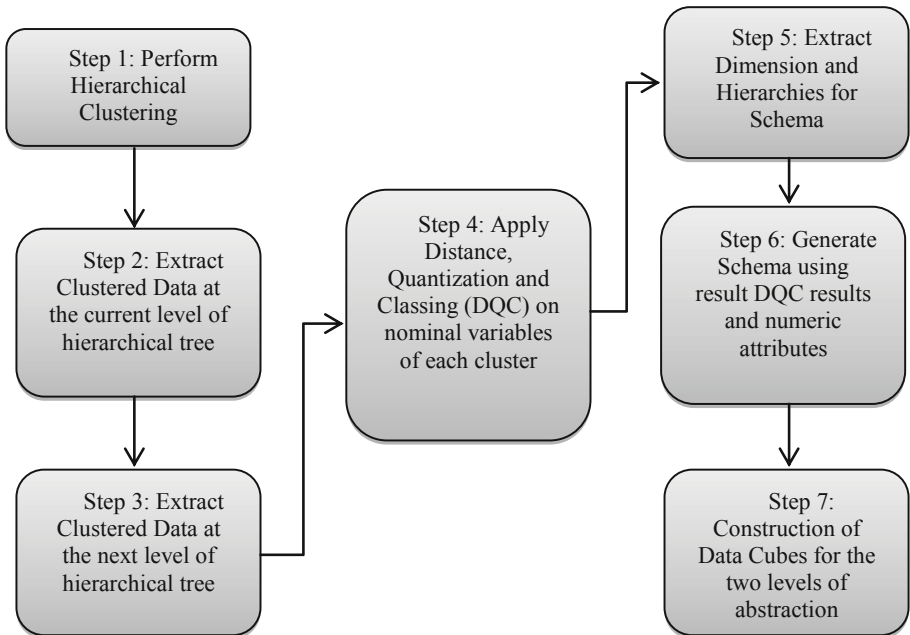 Step 1: Perform
Hierarchical
Clustering
Step 2: Extract
Clustered Data at
the current level of
hierarchical tree
Step 3: Extract
Clustered Data at
the next level of
hierarchical tree
Step 4: Apply
Distance,
Quantization and
Classing (DQC) on
nominal variables
of each cluster
Step 5: Extract
Dimension and
Hierarchies for
Schema
Step 6: Generate
Schema using
result DQC results
and numeric
attributes
Step 7:
Construction of
Data Cubes for the
two levels of
abstraction